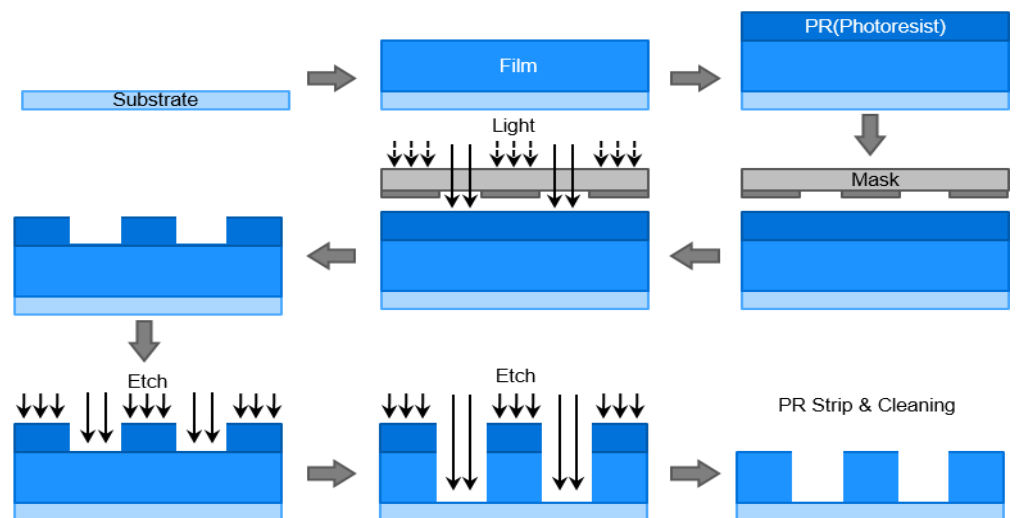 Substrate
Film
PR(Photoresist)
Light
Mask
Etch
Etch
PR Strip & Cleaning